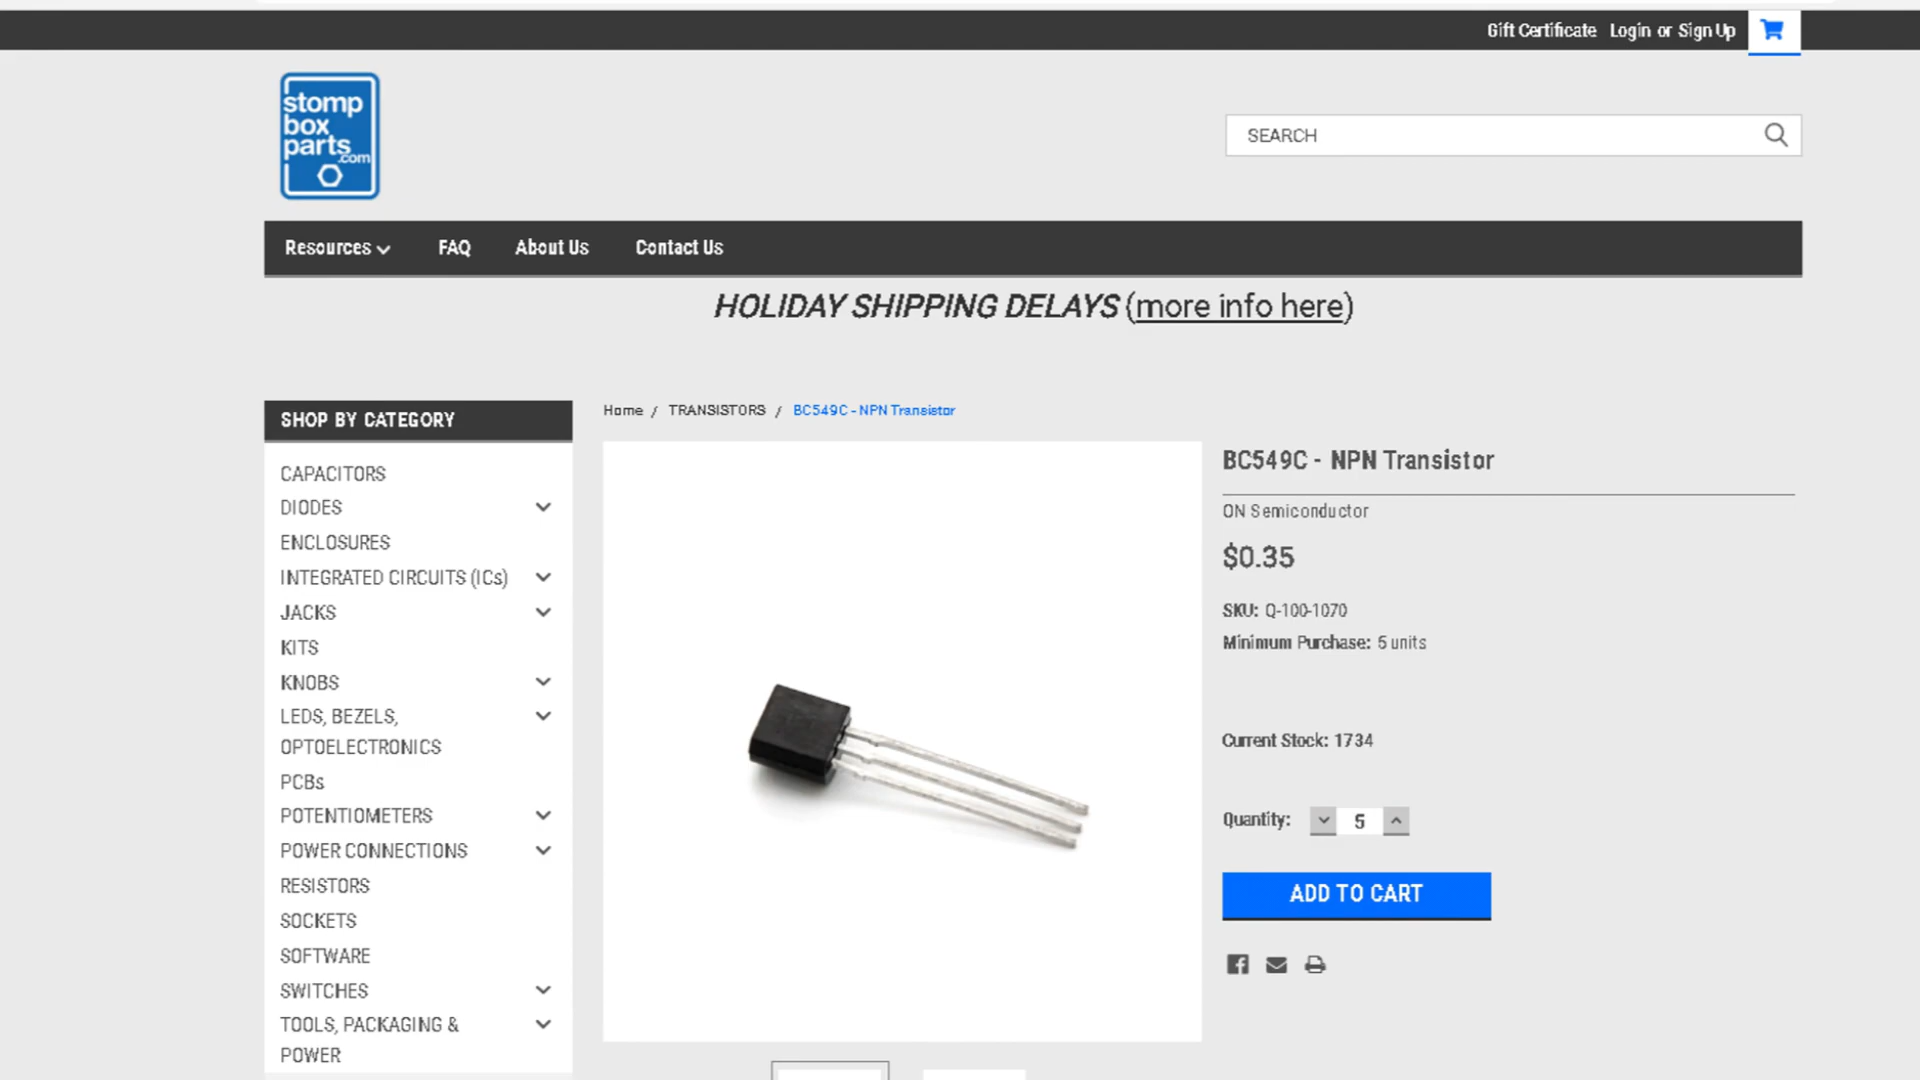 Gift Certificate Login or Sign Up
stomp
box
parts
.com
SEARCH
Resources FAQ About Us Contact Us
HOLIDAY SHIPPING DELAYS (more info here)
SHOP BY CATEGORY
CAPACITORS
DIODES
ENCLOSURES
INTEGRATED CIRCUITS (ICs)
JACKS
KITS
KNOBS
LEDS, BEZELS,
OPTOELECTRONICS
PCBs
POTENTIOMETERS
POWER CONNECTIONS
RESISTORS
SOCKETS
SOFTWARE
SWITCHES
TOOLS, PACKAGING &
POWER
Home / TRANSISTORS / BC549C - NPN Transistor
BC549C - NPN Transistor
ON Semiconductor
$0.35
SKU: Q-100-1070
Minimum Purchase: 5 units
Current Stock: 1734
Quantity: 5
ADD TO CART